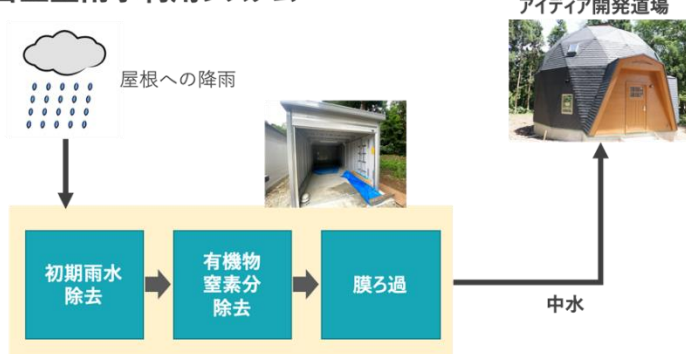 アイディア開発道場
屋根への降雨
初期雨水
除去
有機物
窒素分
除去
膜ろ過
中水